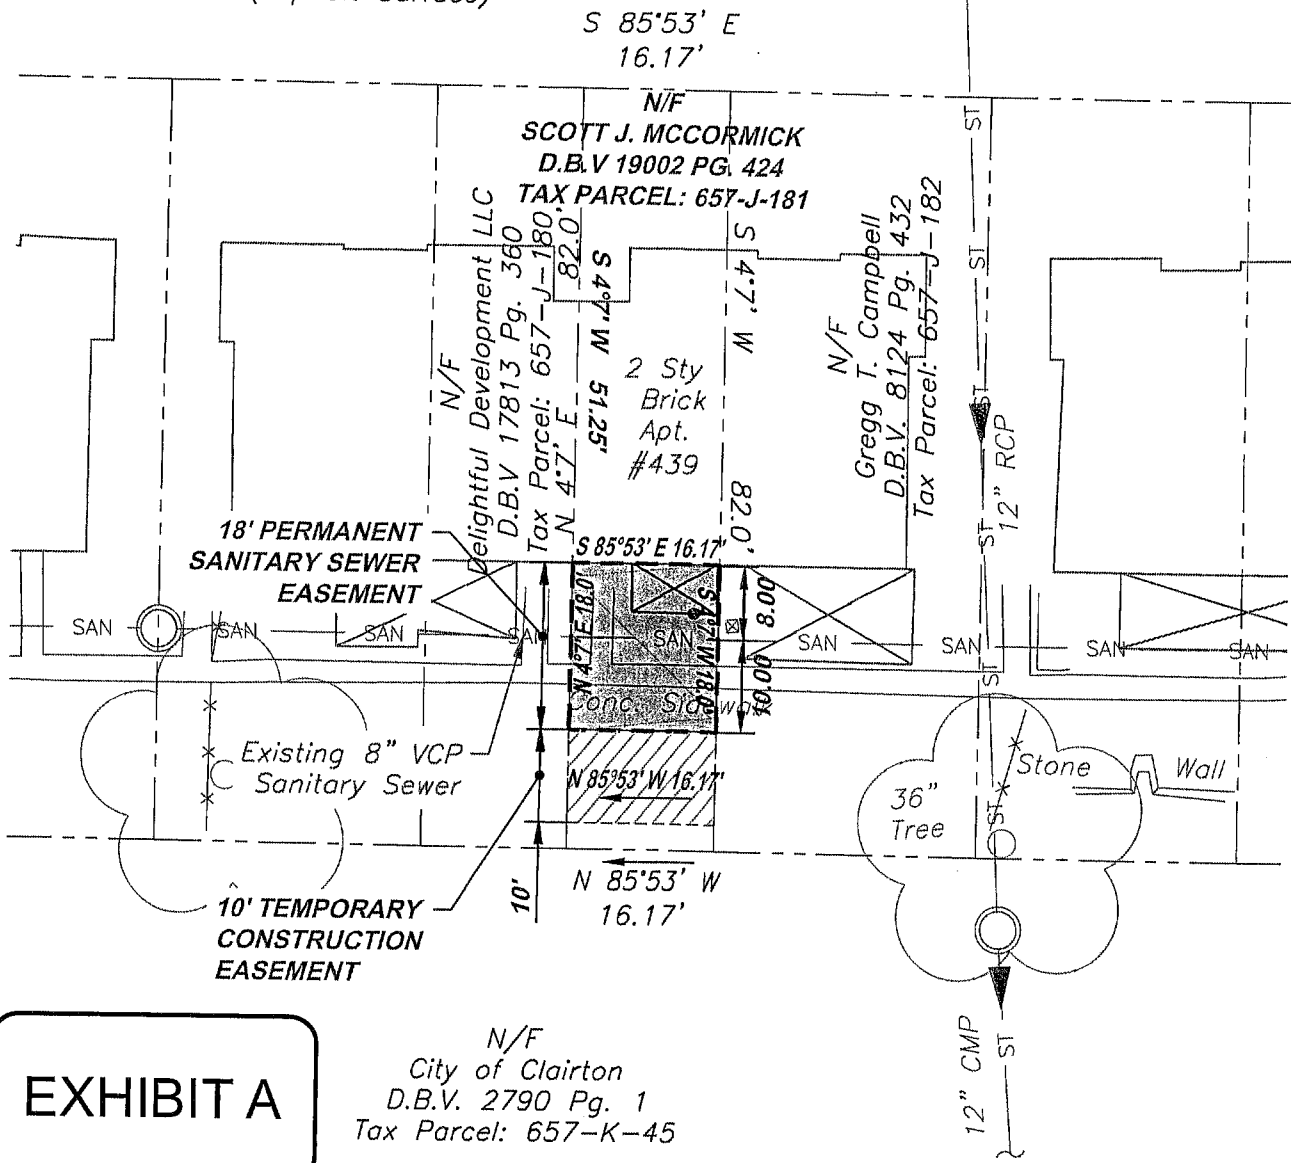 S 85°53' E
16.17'
N/F
SCOTT J. MCCORMICK
D.B.V 19002 PG. 424
TAX PARCEL: 657-J-181
N/F
Delightful Development LLC
D.B.V 17813 Pg. 360
Tax Parcel: 657-J-180
N 4°7' E
82.0'
S 4°7' W 51.25'
2 Sty
Brick
Apt.
#439
S 4°7' W
82.0'
N/F
Gregg T. Campbell
D.B.V. 8124 Pg. 432
Tax Parcel: 657-J-182
ST
ST
ST
ST
12" RCP
18' PERMANENT
SANITARY SEWER
EASEMENT
S 85°53' E 16.17'
N 4°7' E 18.0'
S 4°7' W 18.0'
8.00
10.00
SAN
SAN
SAN
SAN
SAN
SAN
SAN
SAN
SAN
ST
Conc. Sidewalk
Existing 8" VCP
Sanitary Sewer
N 85°53' W 16.17'
36"
Tree
Stone Wall
ST
10'
N 85°53' W
16.17'
10' TEMPORARY
CONSTRUCTION
EASEMENT
12" CMP
ST
EXHIBIT A
N/F
City of Clairton
D.B.V. 2790 Pg. 1
Tax Parcel: 657-K-45